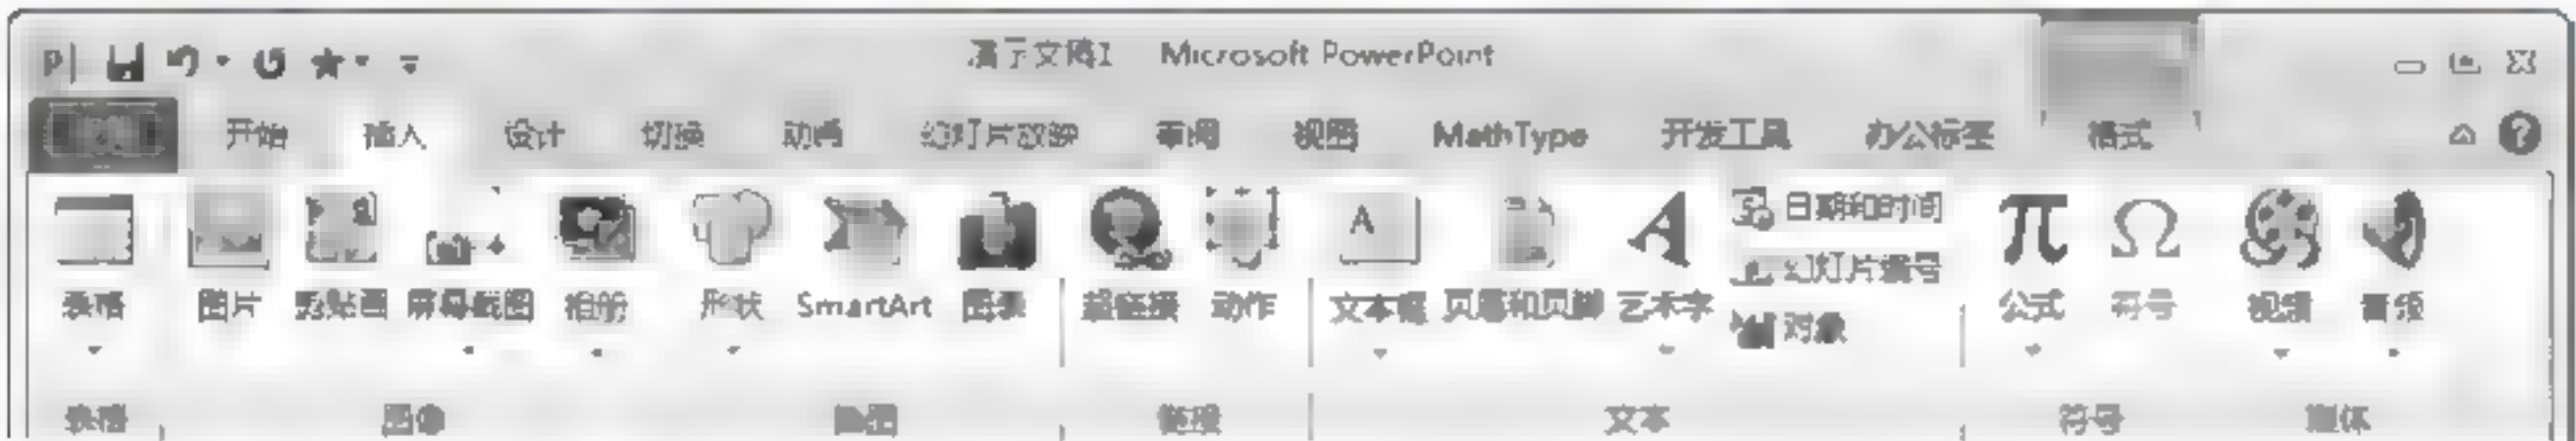 演示文稿1 Microsoft PowerPoint
开始 插入 设计 切换 动画 幻灯片放映 审阅 视图 MathType 开发工具 办公标签 格式
A 日期和时间
幻灯片编号
表格 图片 剪贴画 屏幕截图 相册 形状 SmartArt 图表 超链接 动作 文本框 页眉和页脚 艺术字 对象 公式 符号 视频 音频
表格 图像 插图 链接 文本 符号 媒体